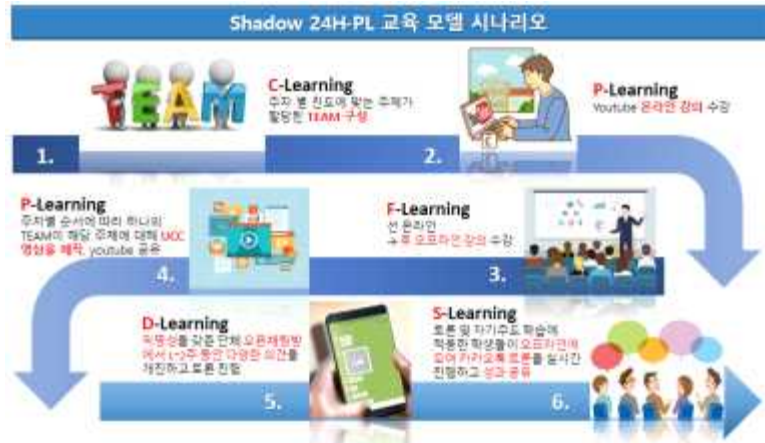 Shadow 24H-PL 교육 모델 시나리오
TEAM
C-Learning
주차 별 진도에 맞는 주제가
할당된 TEAM 구성
P-Learning
Youtube 온라인 강의 수강
1.
2.
P-Learning
주차별 순서에 따라 하나의
TEAM이 해당 주제에 대해 UCC
영상을 제작, youtube 공유
F-Learning
선 온라인
→ 후 오프라인 강의 수강
4.
3.
D-Learning
익명성을 갖춘 단체 오픈채팅방
에서 1~2주 동안 다양한 의견을
개진하고 토론 진행
S-Learning
토론 및 자기주도 학습에
적응한 학생들이 오프라인에
모여 카카오톡 토론을 실시간
진행하고 성과 공유
5.
6.